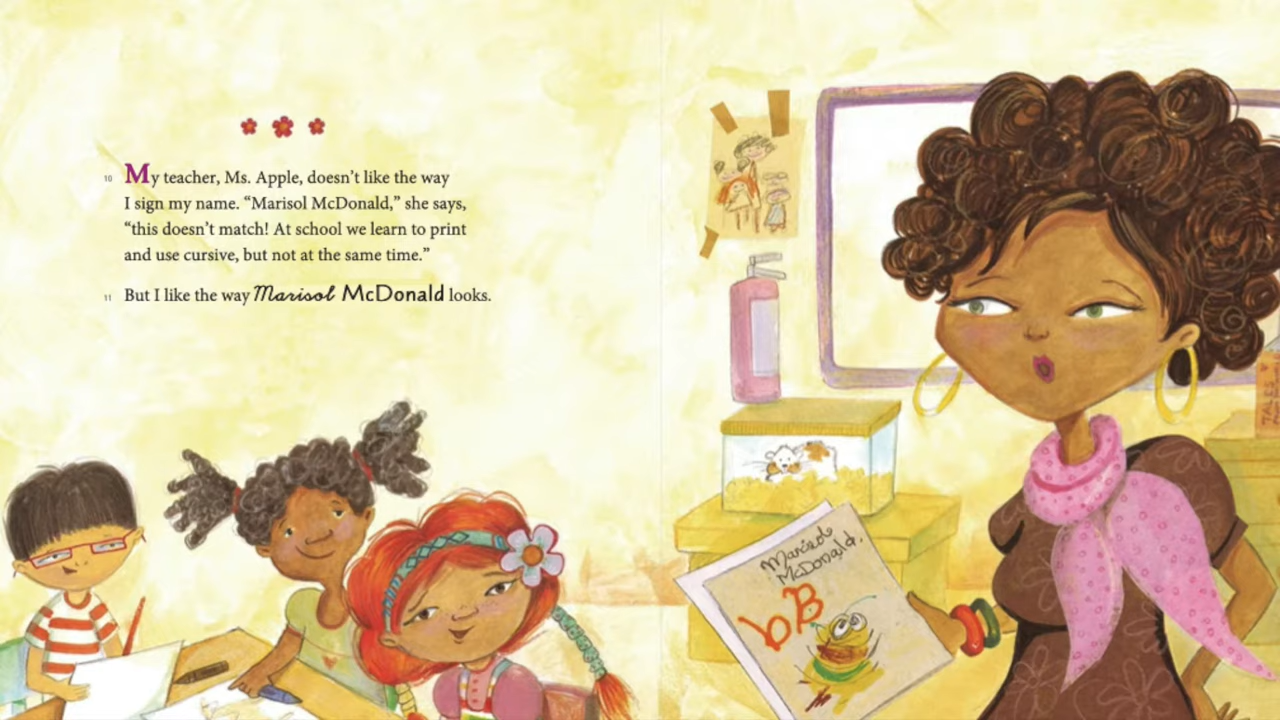 10 My teacher, Ms. Apple, doesn’t like the way
I sign my name. “Marisol McDonald,” she says,
“this doesn’t match! At school we learn to print
and use cursive, but not at the same time.”
11 But I like the way Marisol McDonald looks.
Marisol
McDonald.
bB
TALES